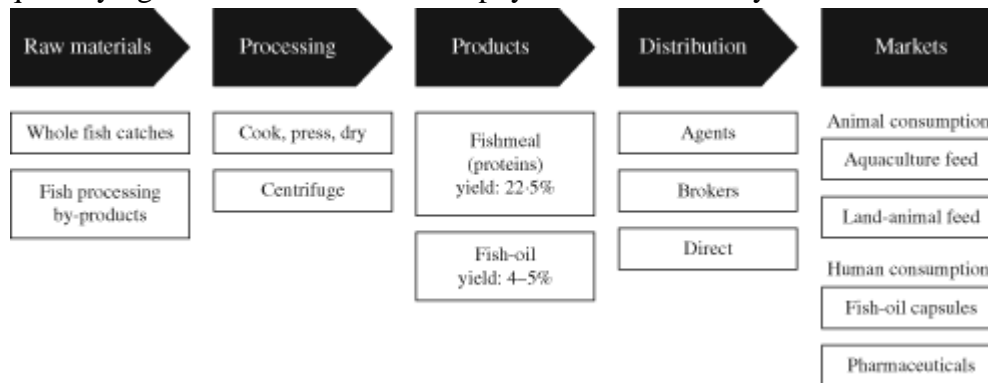 Raw materials
Processing
Products
Distribution
Markets
Whole fish catches
Fish processing
by-products
Cook, press, dry
Centrifuge
Fishmeal
(proteins)
yield: 22·5%
Fish-oil
yield: 4–5%
Agents
Brokers
Direct
Animal consumption
Aquaculture feed
Land-animal feed
Human consumption
Fish-oil capsules
Pharmaceuticals